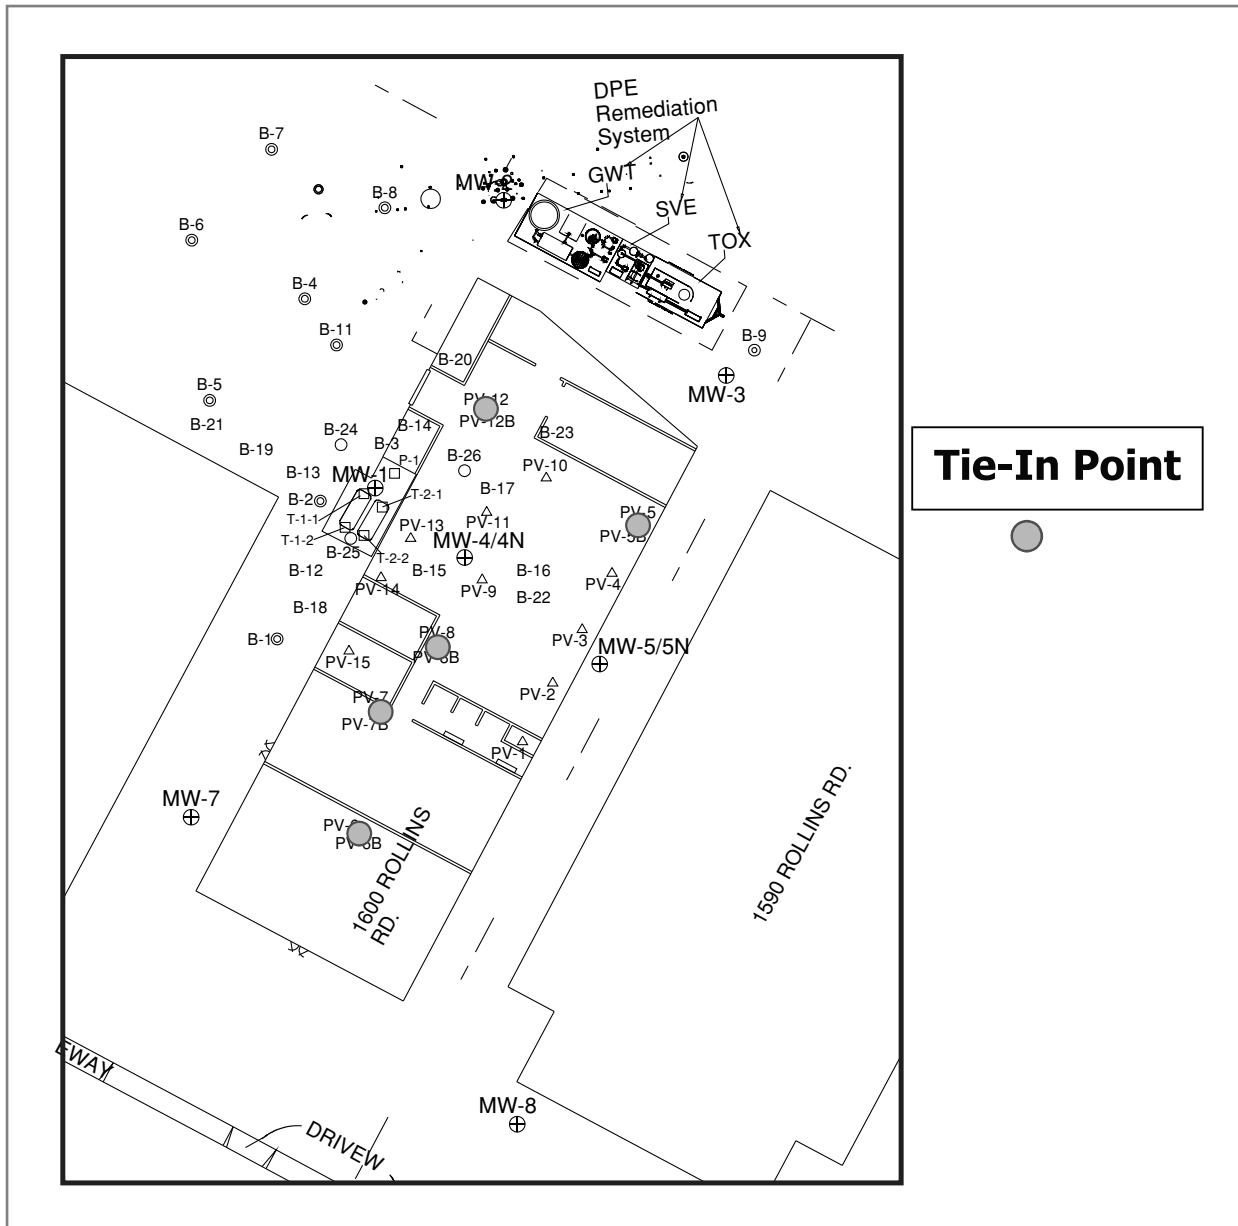 DPE
Remediation
System
B-7
GWT
B-8
SVE
B-6
TOX
B-4
B-11
B-9
B-20
B-5
MW-3
PV-12
PV-12B
B-21
B-14
B-24
B-23
B-19
B-3
P-1
B-26
PV-10
B-13
MW-1
B-17
B-2
T-2-1
T-1-1
PV-11
PV-5
PV-13
T-1-2
MW-4/4N
B-25
T-2-2
B-12
B-15
B-16
PV-14
PV-9
PV-4
B-22
B-18
B-1
PV-8
PV-3
MW-5/5N
PV-15
PV-2
PV-7
PV-7B
PV-1
MW-7
1600 ROLLINS
RD.
1590 ROLLINS RD.
MW-8
EWAY
DRIVEW
Tie-In Point